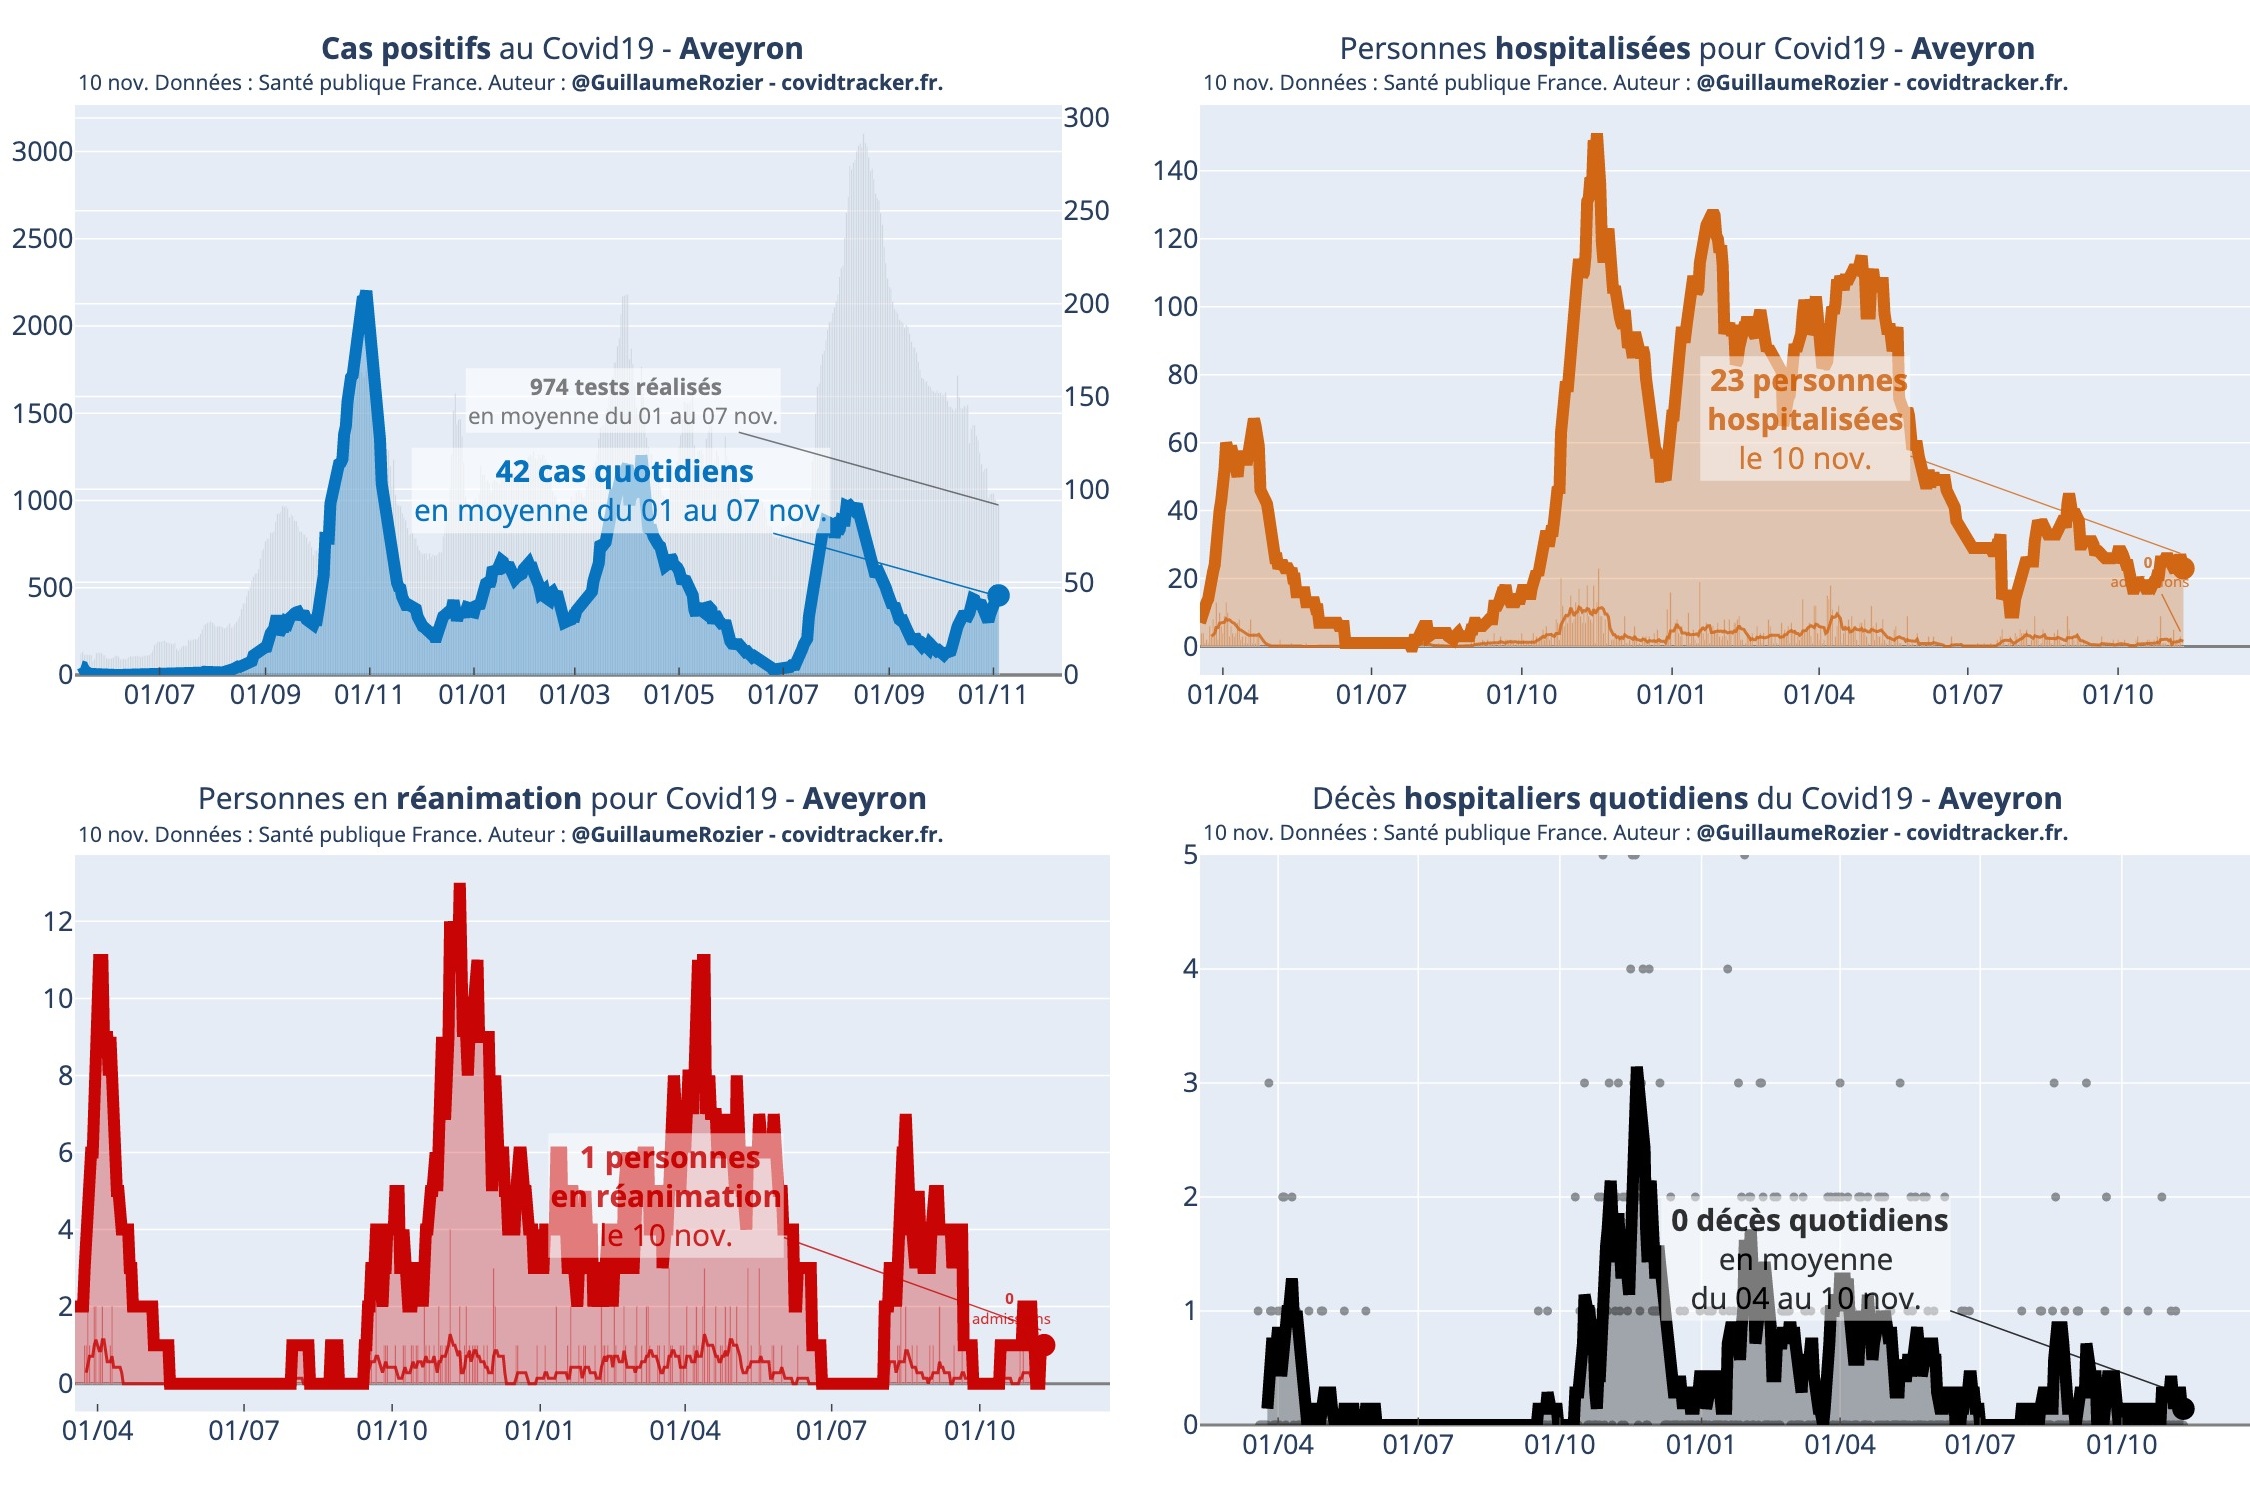 Cas positifs au Covid19 - Aveyron
10 nov. Données : Santé publique France. Auteur : @GuillaumeRozier - covidtracker.fr.
3000
2500
2000
1500
1000
500
0
300
250
200
150
100
50
0
974 tests réalisés
en moyenne du 01 au 07 nov.
42 cas quotidiens
en moyenne du 01 au 07 nov.
01/07 01/09 01/11 01/01 01/03 01/05 01/07 01/09 01/11
Personnes hospitalisées pour Covid19 - Aveyron
10 nov. Données : Santé publique France. Auteur : @GuillaumeRozier - covidtracker.fr.
140
120
100
80
60
40
20
0
23 personnes
hospitalisées
le 10 nov.
0
01/04 01/07 01/10 01/01 01/04 01/07 01/10
Personnes en réanimation pour Covid19 - Aveyron
10 nov. Données : Santé publique France. Auteur : @GuillaumeRozier - covidtracker.fr.
12
10
8
6
4
2
0
1 personnes
en réanimation
le 10 nov.
0
admissions
01/04 01/07 01/10 01/01 01/04 01/07 01/10
Décès hospitaliers quotidiens du Covid19 - Aveyron
10 nov. Données : Santé publique France. Auteur : @GuillaumeRozier - covidtracker.fr.
5
4
3
2
1
0
0 décès quotidiens
en moyenne
du 04 au 10 nov.
01/04 01/07 01/10 01/01 01/04 01/07 01/10